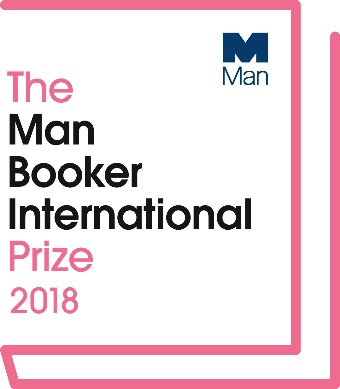 M
Man
The
Man
Booker
International
Prize
2018